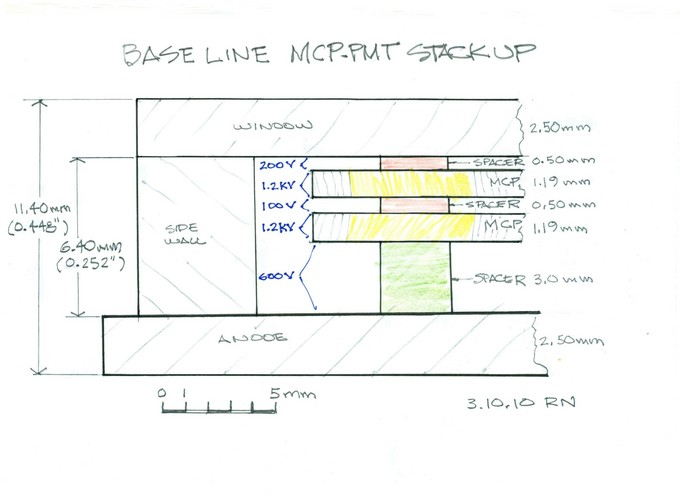 BASE LINE MCP-PMT STACKUP
WINDOW
2.50mm
200V
SPACER 0.50mm
1.2KV
MCP 1.19mm
100V
SPACER 0.50mm
1.2KV
MCP 1.19mm
11.40mm
(0.448")
SIDE
WALL
6.40mm
(0.252")
600V
SPACER 3.0mm
ANODE
2.50mm
0 1 5mm
3.10.10 RN